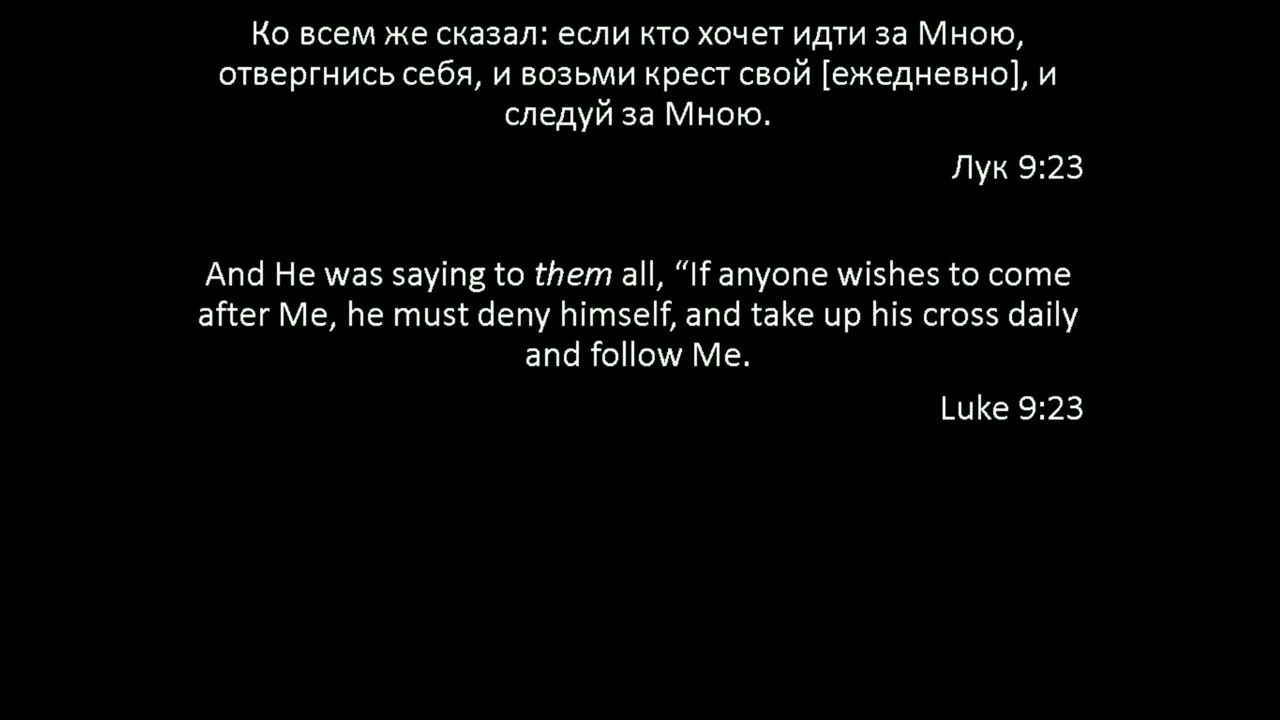 Ко всем же сказал: если кто хочет идти за Мною,
отвергнись себя, и возьми крест свой [ежедневно], и
следуй за Мною.
Лук 9:23
And He was saying to them all, “If anyone wishes to come
after Me, he must deny himself, and take up his cross daily
and follow Me.
Luke 9:23